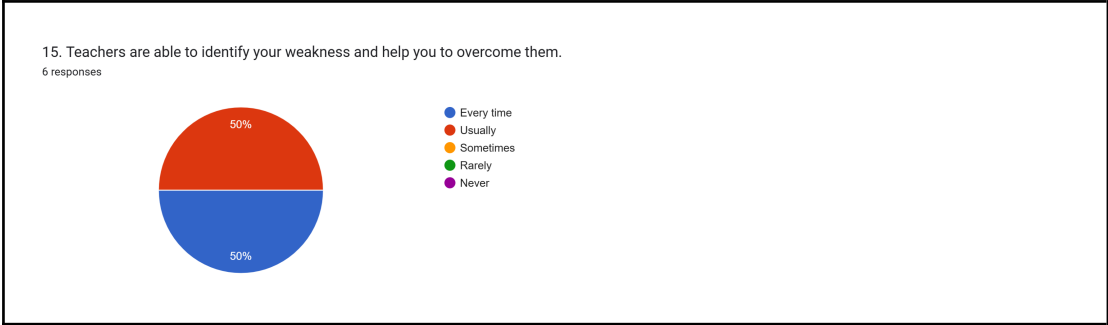 15. Teachers are able to identify your weakness and help you to overcome them.
6 responses
50%
50%
Every time
Usually
Sometimes
Rarely
Never